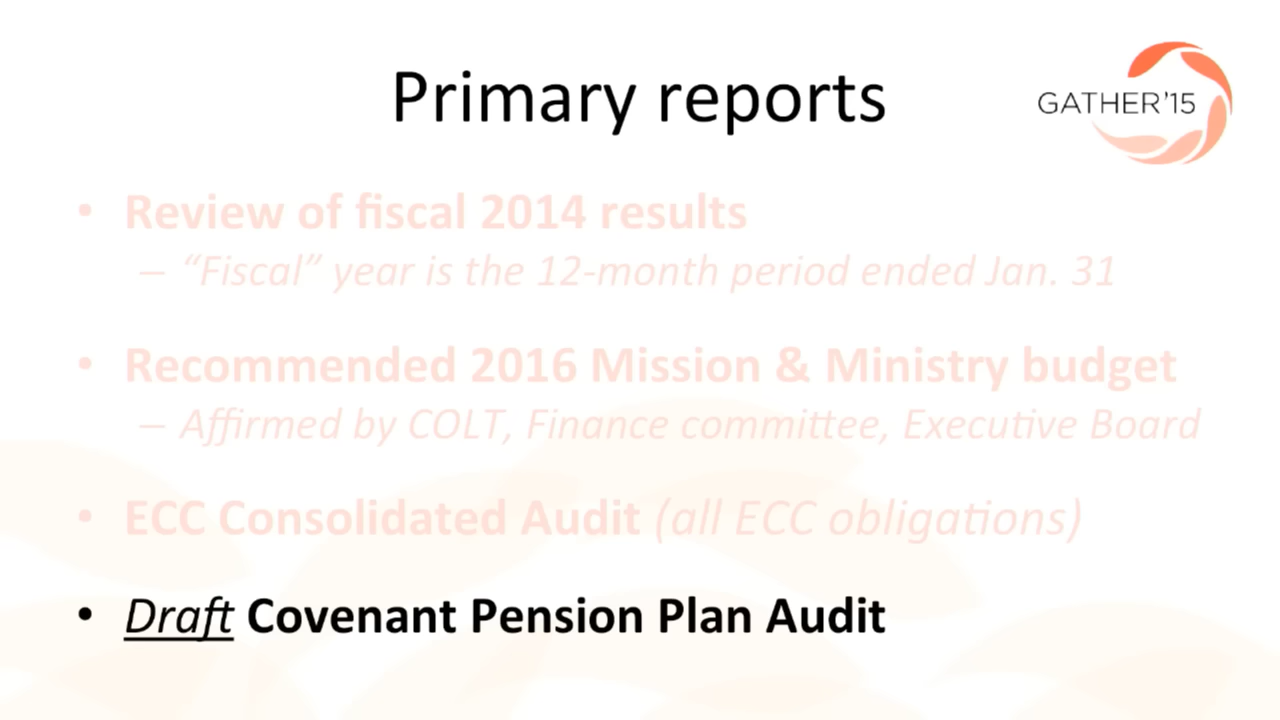 Primary reports
GATHER'15
• Review of fiscal 2014 results
– “Fiscal” year is the 12-month period ended Jan. 31
• Recommended 2016 Mission & Ministry budget
– Affirmed by COLT, Finance committee, Executive Board
• ECC Consolidated Audit (all ECC obligations)
• Draft Covenant Pension Plan Audit